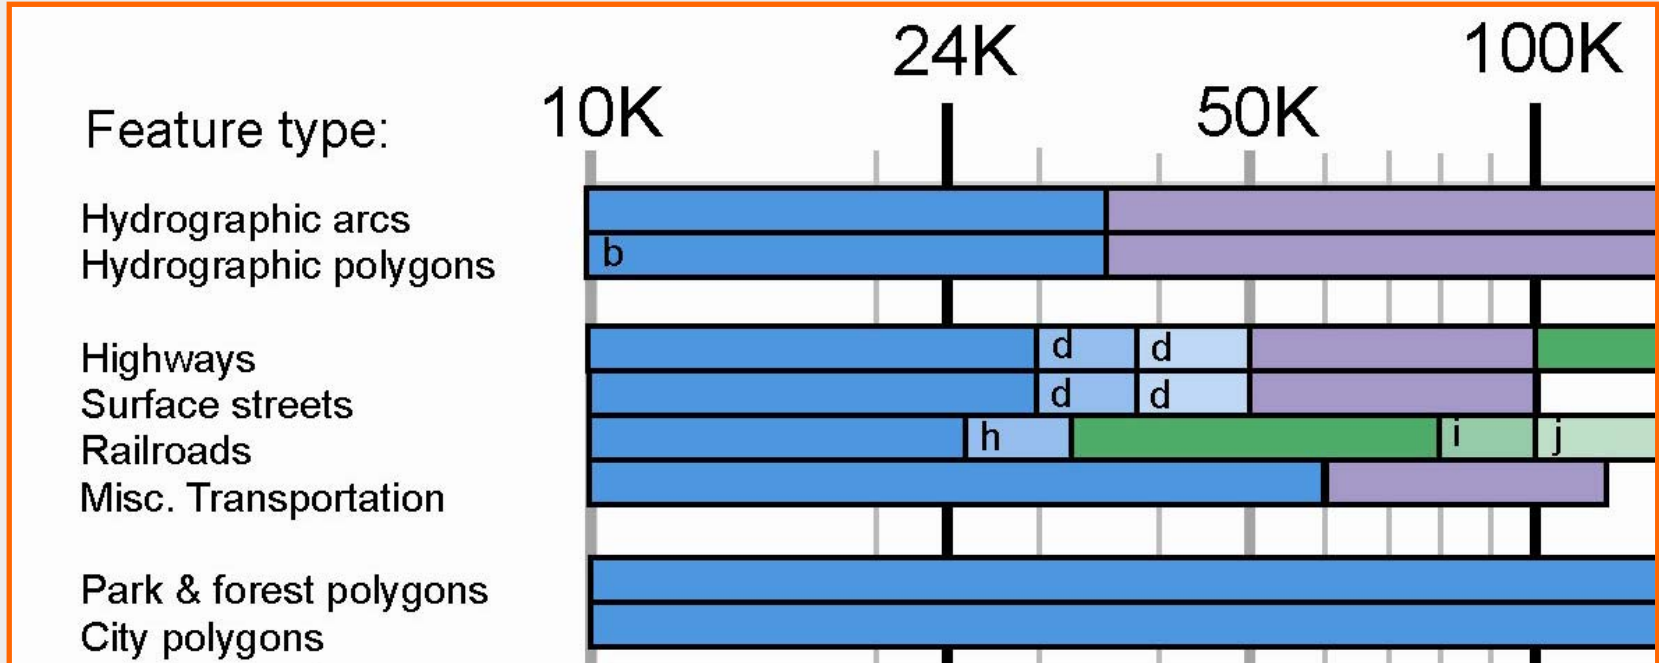 24K 100K
10K 50K
Feature type:
Hydrographic arcs
Hydrographic polygons b
Highways d d
Surface streets d d
Railroads h i j
Misc. Transportation
Park & forest polygons
City polygons